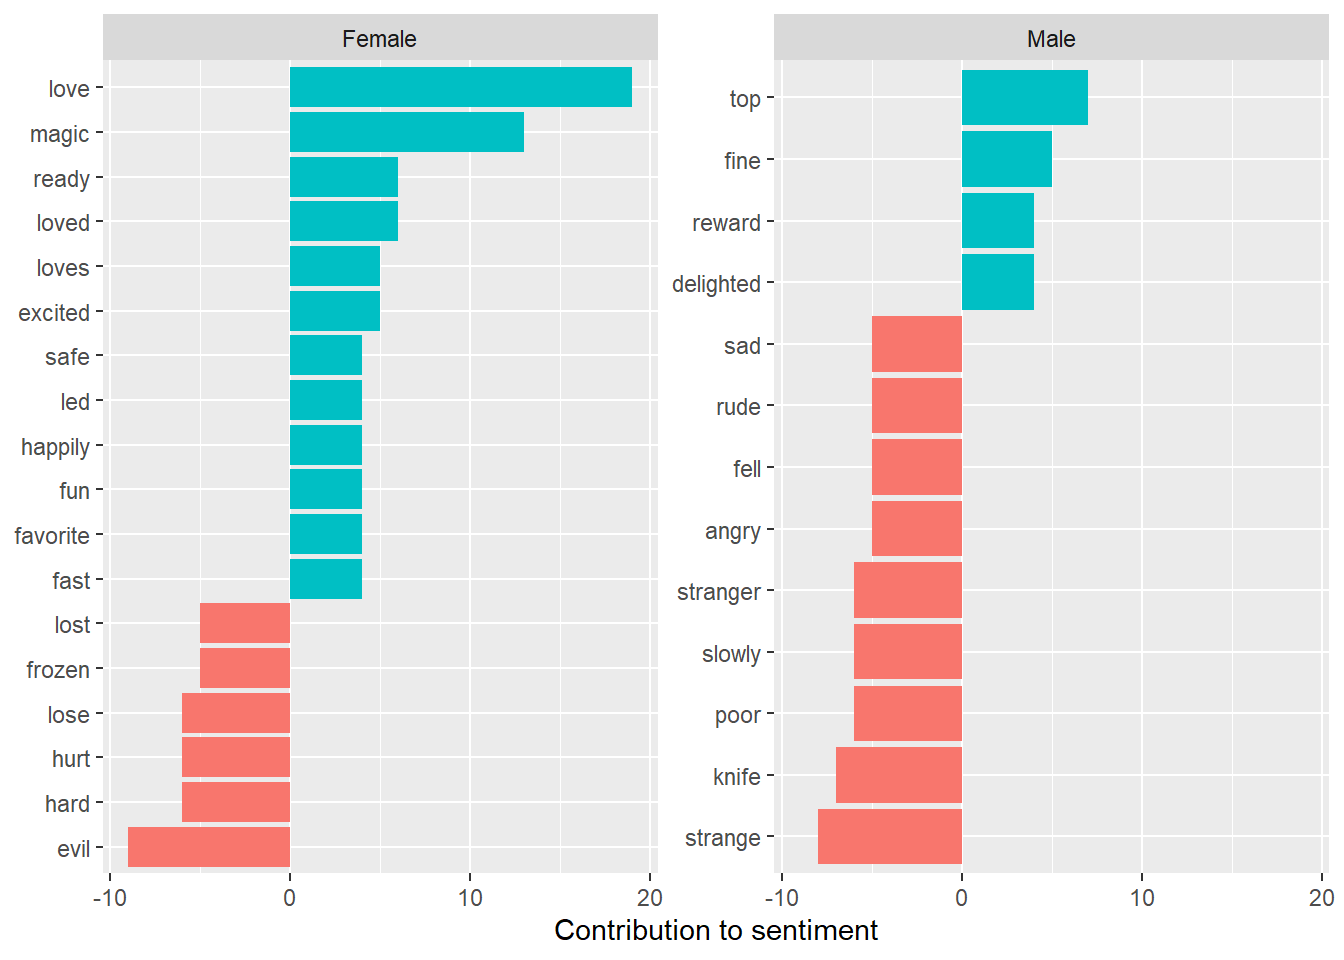 Female
love
magic
ready
loved
loves
excited
safe
led
happily
fun
favorite
fast
lost
frozen
lose
hurt
hard
evil
-10 0 10 20
Male
top
fine
reward
delighted
sad
rude
fell
angry
stranger
slowly
poor
knife
strange
-10 0 10 20
Contribution to sentiment